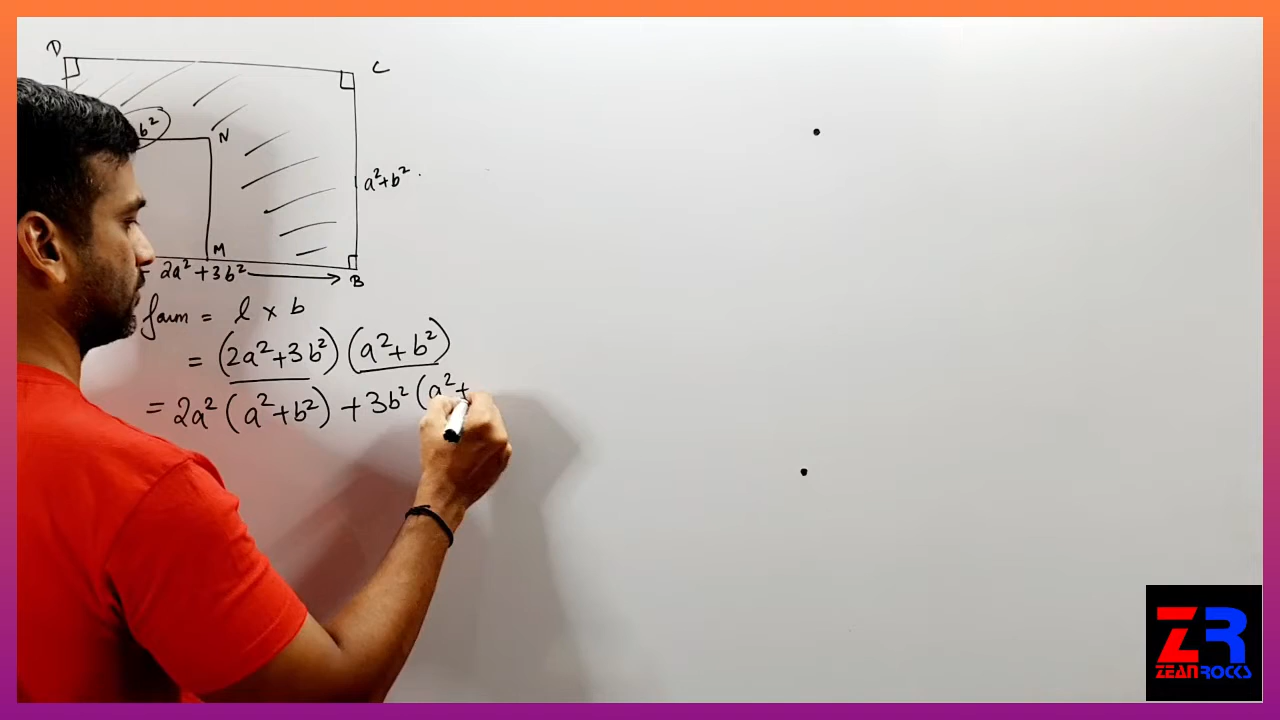 D
C
b²
N
a²+b²
M
2a²+3b²
B
farm = l × b
= (2a²+3b²)(a²+b²)
= 2a²(a²+b²)+3b²(a²+
ZR
ZEAN ROCKS